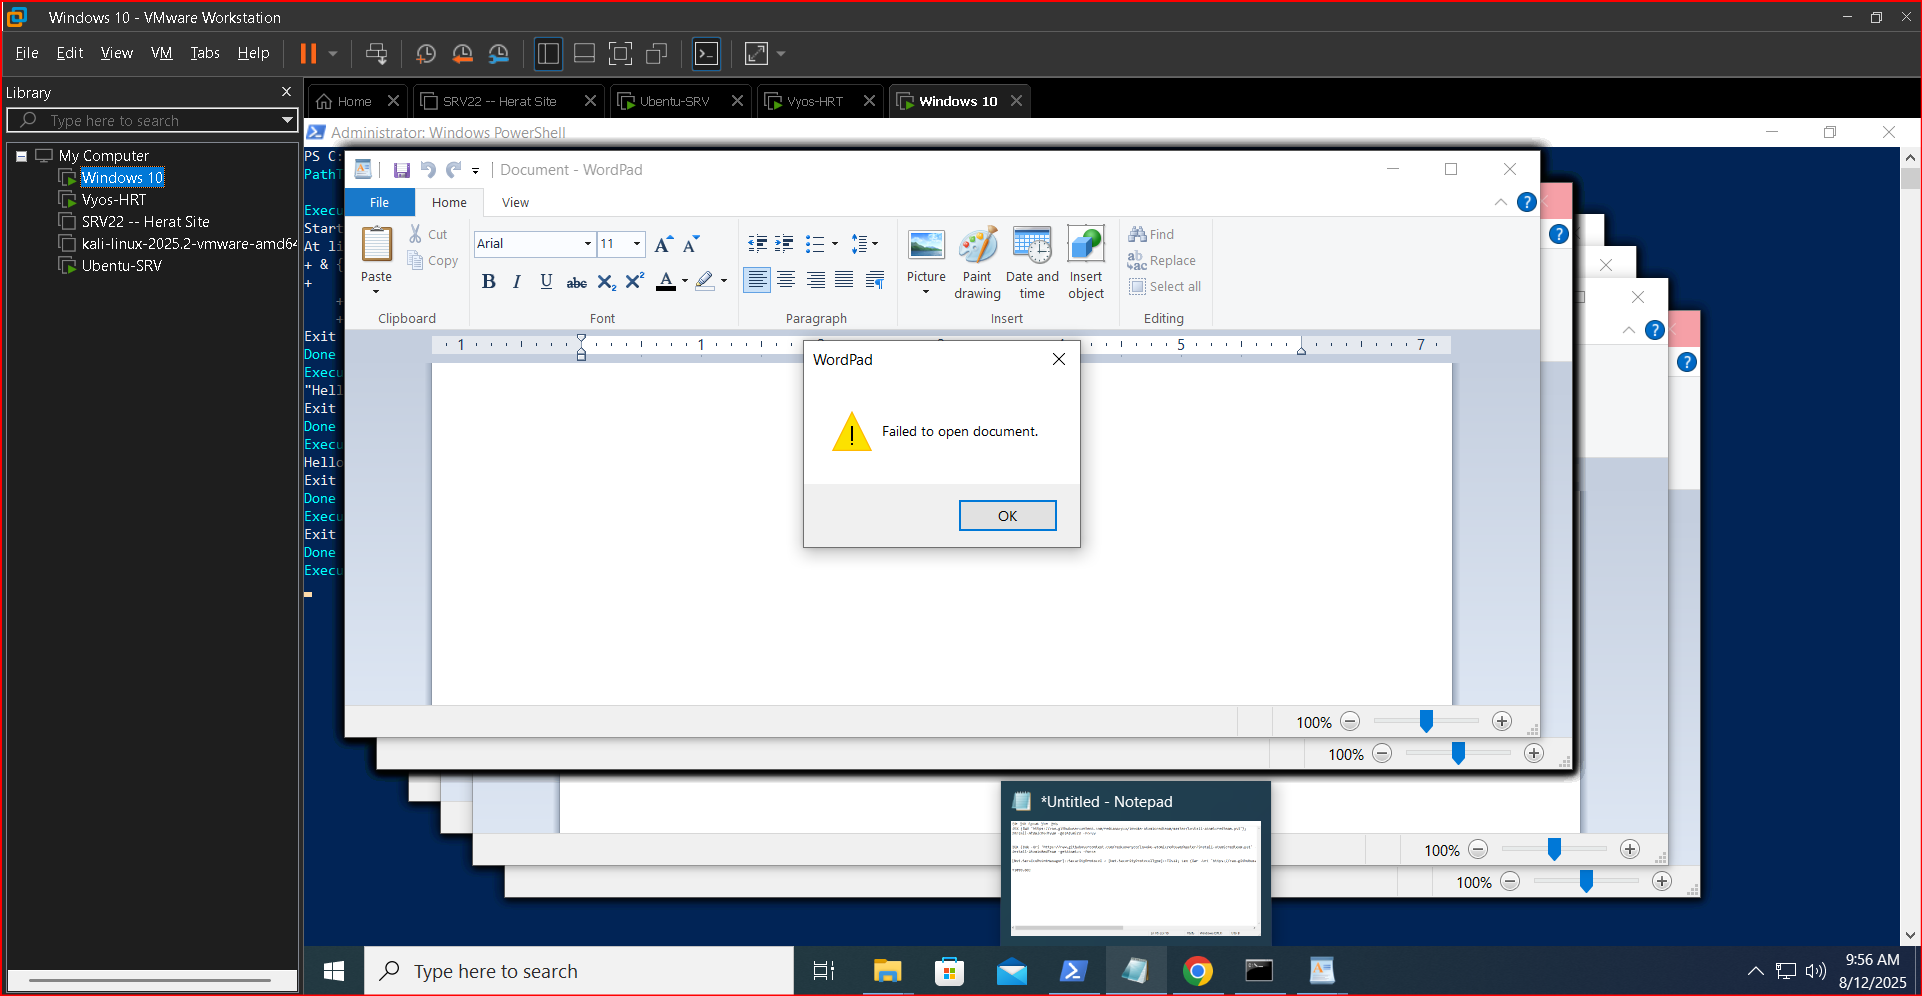 Windows 10 - VMware Workstation
File Edit View VM Tabs Help
Library
Type here to search
My Computer
Windows 10
Vyos-HRT
SRV22 -- Herat Site
kali-linux-2025.2-vmware-amd64
Ubentu-SRV
Home
SRV22 -- Herat Site
Ubentu-SRV
Vyos-HRT
Windows 10
Administrator: Windows PowerShell
PS C:
PathT
Execu
Start
At li
+ & {
+
+
+
Exit
Done
Execu
"Hell
Exit
Done
Execu
Hello
Exit
Done
Execu
Exit
Done
Execu
Document - WordPad
File Home View
Paste
Cut
Copy
Clipboard
Arial 11
B I U abc X₂ X² A
Font
Paragraph
Picture
Paint drawing
Date and time
Insert object
Insert
Find
Replace
Select all
Editing
1 1 5 7
WordPad
Failed to open document.
OK
100%
100%
100%
100%
*Untitled - Notepad
Type here to search
9:56 AM
8/12/2025